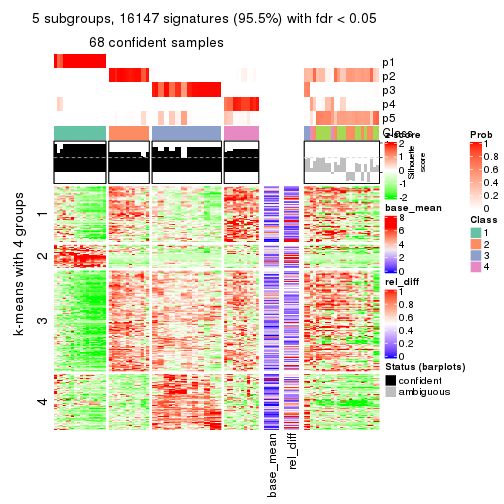 5 subgroups, 16147 signatures (95.5%) with fdr < 0.05
68 confident samples
p1
p2
p3
p4
p5
Class
Silhouette
score
k-means with 4 groups
1
2
3
4
base_mean
rel_diff
z-score
2
1
0
-1
-2
base_mean
8
6
4
2
0
rel_diff
1
0.8
0.6
0.4
0.2
0
Status (barplots)
confident
ambiguous
Prob
1
0.8
0.6
0.4
0.2
0
Class
1
2
3
4